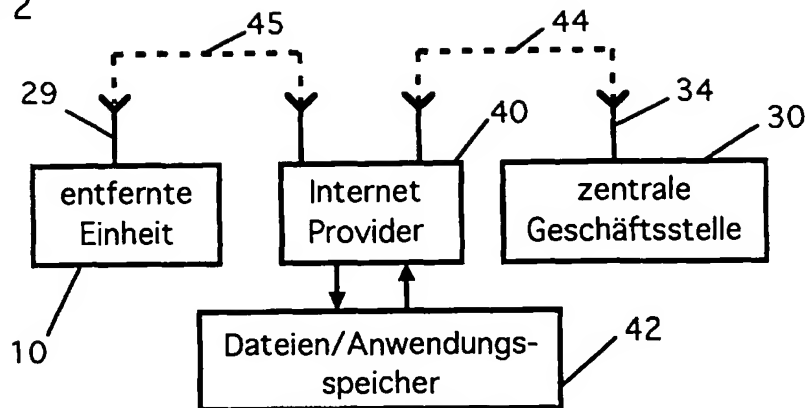 2
45
44
29
34
40
30
entfernte
Einheit
Internet
Provider
zentrale
Geschäftsstelle
10
Dateien/Anwendungs-
speicher
42